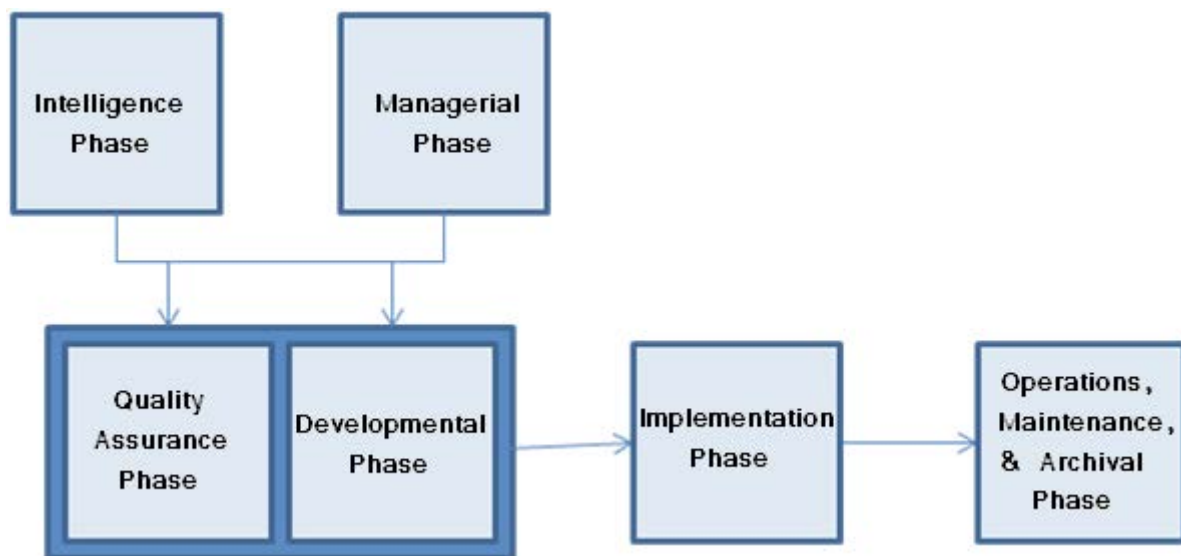 Intelligence
Phase
Managerial
Phase
Quality
Assurance
Phase
Developmental
Phase
Implementation
Phase
Operations,
Maintenance,
& Archival
Phase